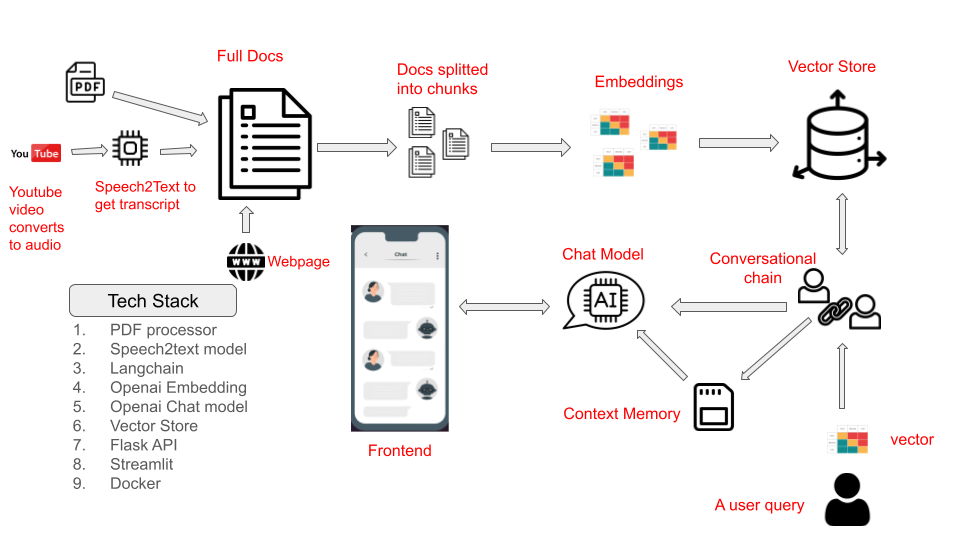 Full Docs
Docs splitted
into chunks
Embeddings
Vector Store
PDF
You Tube
Speech2Text to
get transcript
Youtube
video
converts
to audio
WWW
Webpage
Chat
Chat Model
AI
Conversational
chain
Tech Stack
1. PDF processor
2. Speech2text model
3. Langchain
4. Openai Embedding
5. Openai Chat model
6. Vector Store
7. Flask API
8. Streamlit
9. Docker
Context Memory
Frontend
vector
A user query